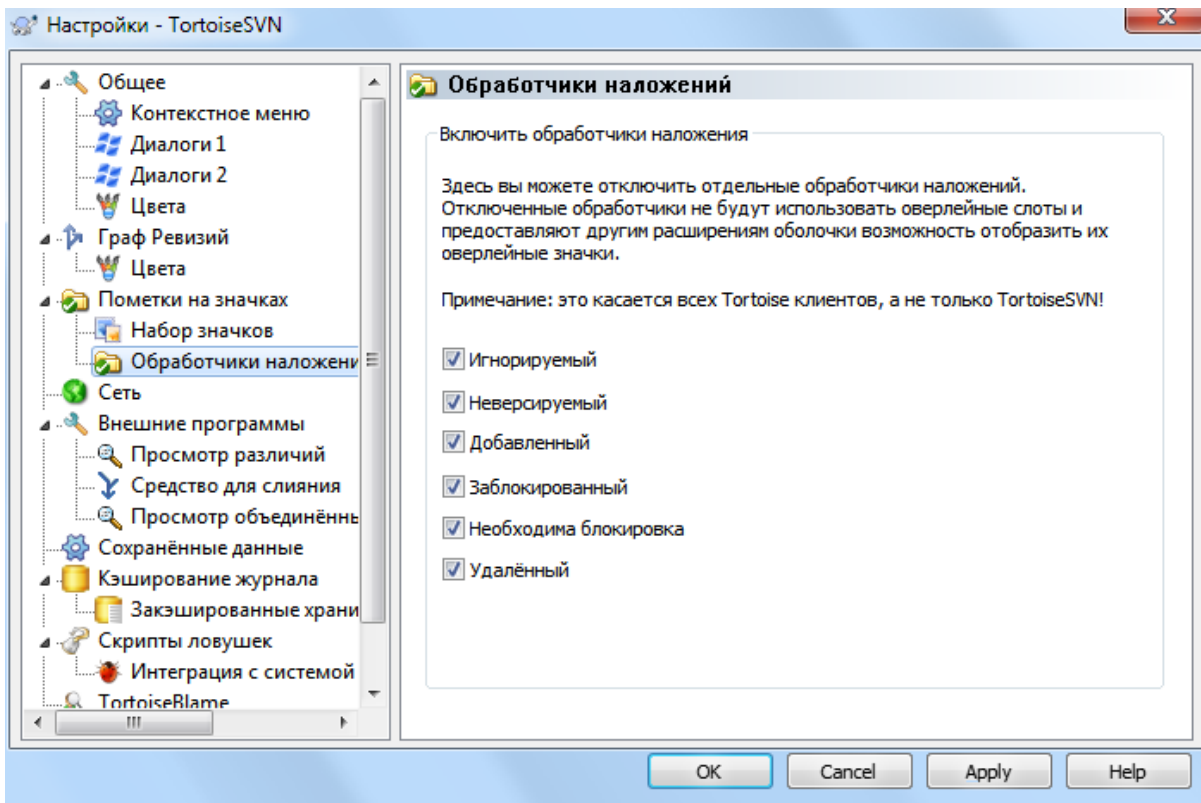 Настройки - TortoiseSVN
Общее
Контекстное меню
Диалоги 1
Диалоги 2
Цвета
Граф Ревизий
Цвета
Пометки на значках
Набор значков
Обработчики наложени
Сеть
Внешние программы
Просмотр различий
Средство для слияния
Просмотр объединённь
Сохранённые данные
Кэширование журнала
Закэшированные храни
Скрипты ловушек
Интеграция с системой
TortoiseBlame
Обработчики наложений
Включить обработчики наложения
Здесь вы можете отключить отдельные обработчики наложений.
Отключенные обработчики не будут использовать оверлейные слоты и
предоставляют другим расширениям оболочки возможность отобразить их
оверлейные значки.
Примечание: это касается всех Tortoise клиентов, а не только TortoiseSVN!
Игнорируемый
Неверсируемый
Добавленный
Заблокированный
Необходима блокировка
Удалённый
OK
Cancel
Apply
Help